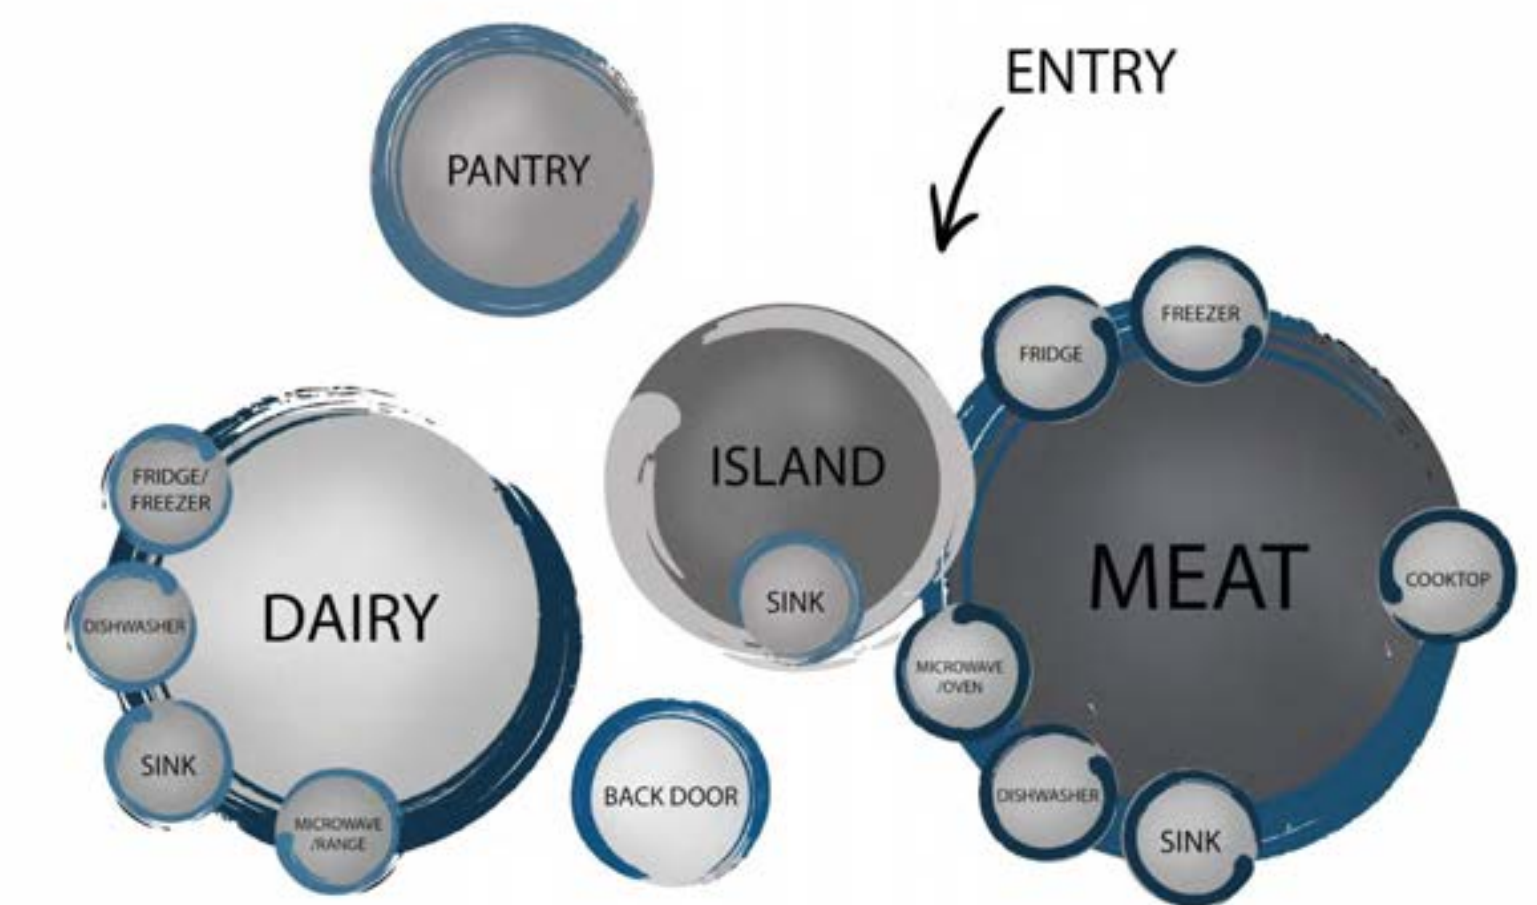 ENTRY
PANTRY
FREEZER
FRIDGE
ISLAND
SINK
FRIDGE/
FREEZER
DISHWASHER
DAIRY
SINK
MICROWAVE
/RANGE
BACK DOOR
MEAT
COOKTOP
MICROWAVE
/OVEN
DISHWASHER
SINK